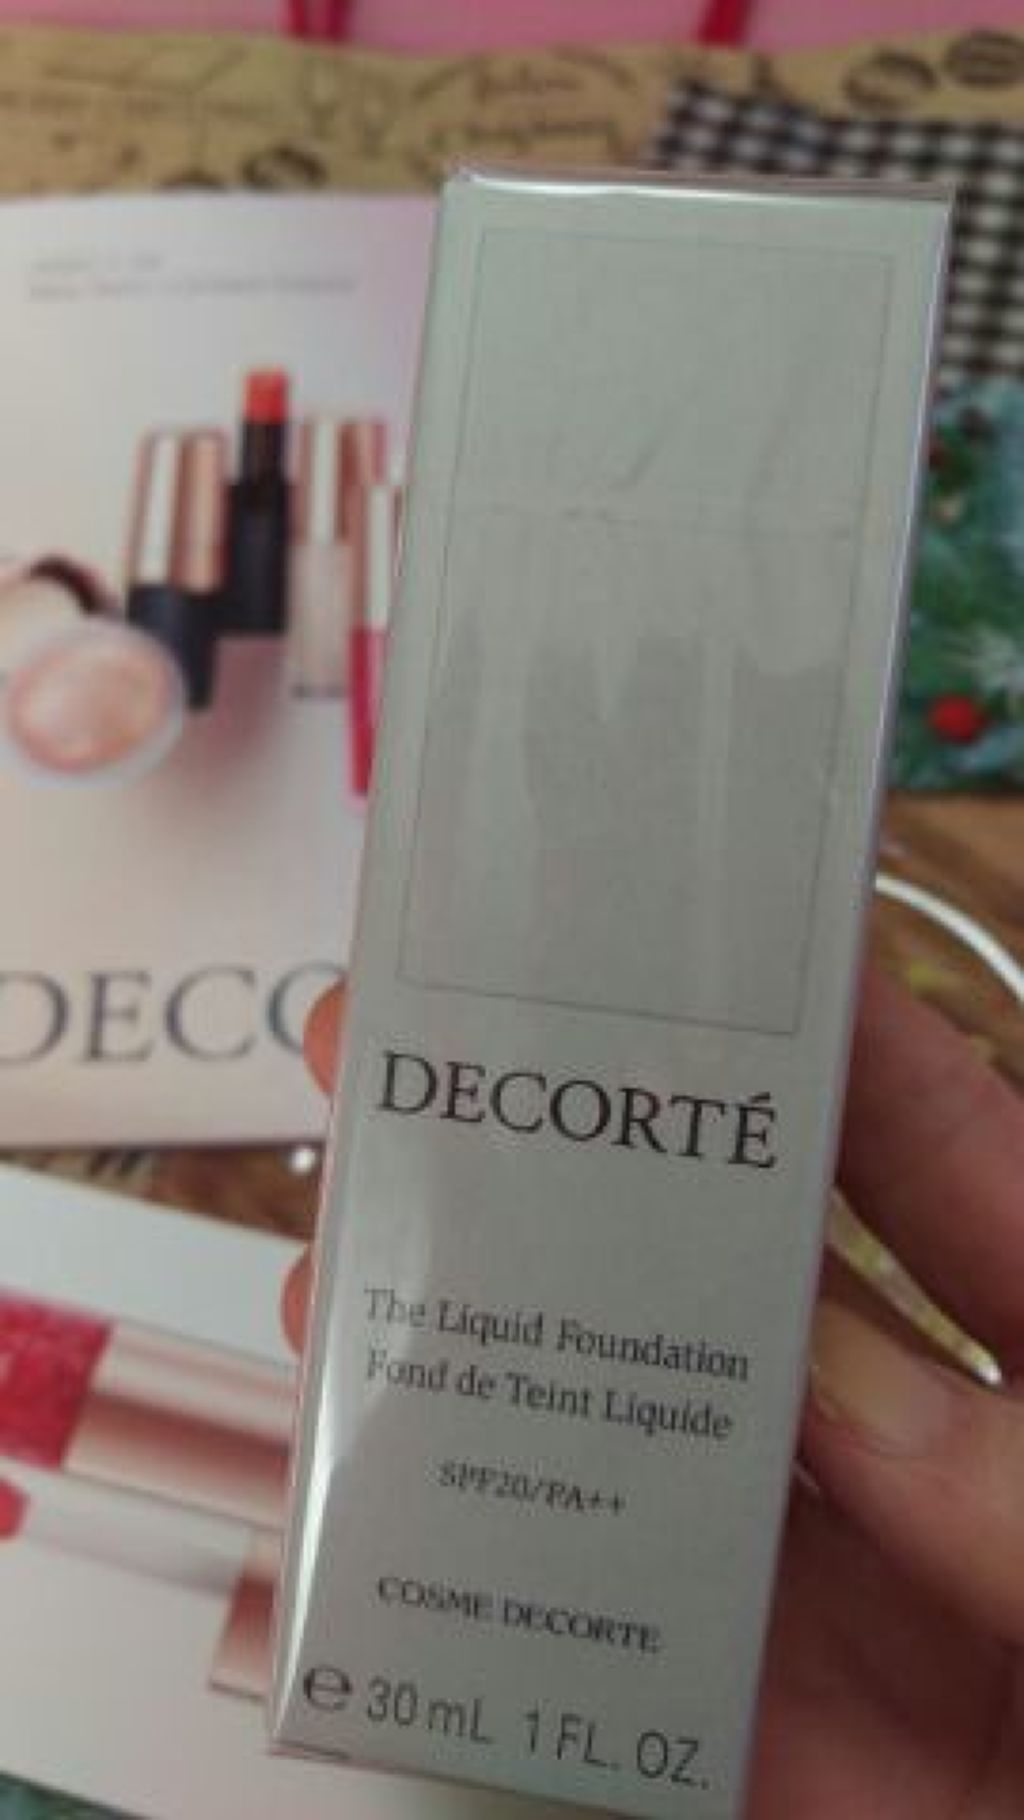 DECORTÉ
The Liquid Foundation
Fond de Teint Liquide
SPF20/PA++
COSME DECORTE
℮ 30 mL 1 FL. OZ.
DECO